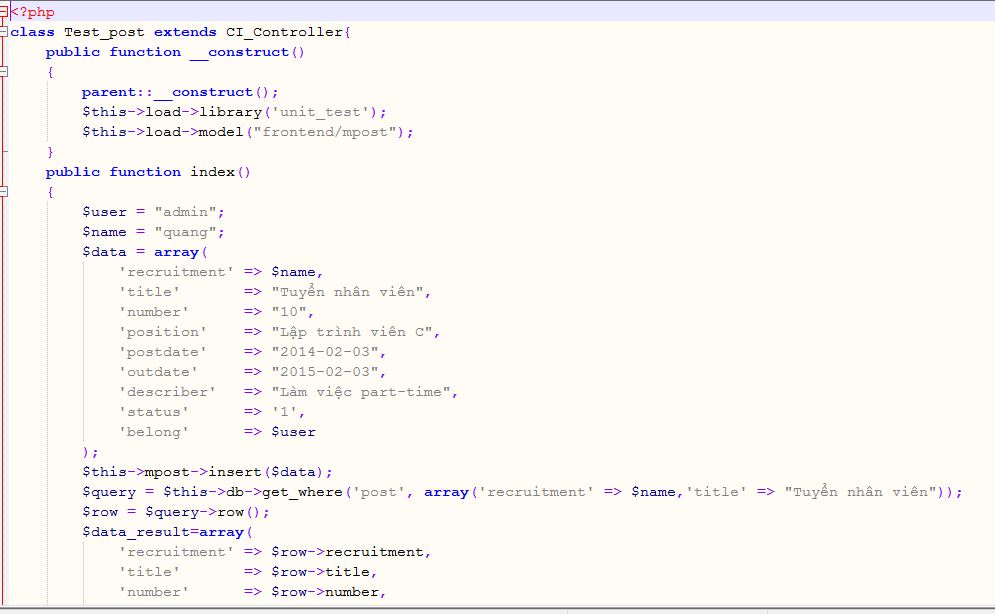 <?php
class Test_post extends CI_Controller{
    public function __construct()
    {
        parent::__construct();
        $this->load->library('unit_test');
        $this->load->model("frontend/mpost");
    }
    public function index()
    {
        $user = "admin";
        $name = "quang";
        $data = array(
            'recruitment' => $name,
            'title'       => "Tuyển nhân viên",
            'number'      => "10",
            'position'    => "Lập trình viên C",
            'postdate'    => "2014-02-03",
            'outdate'     => "2015-02-03",
            'describer'   => "Làm việc part-time",
            'status'      => '1',
            'belong'      => $user
        );
        $this->mpost->insert($data);
        $query = $this->db->get_where('post', array('recruitment' => $name,'title' => "Tuyển nhân viên"));
        $row = $query->row();
        $data_result=array(
            'recruitment' => $row->recruitment,
            'title'       => $row->title,
            'number'      => $row->number,